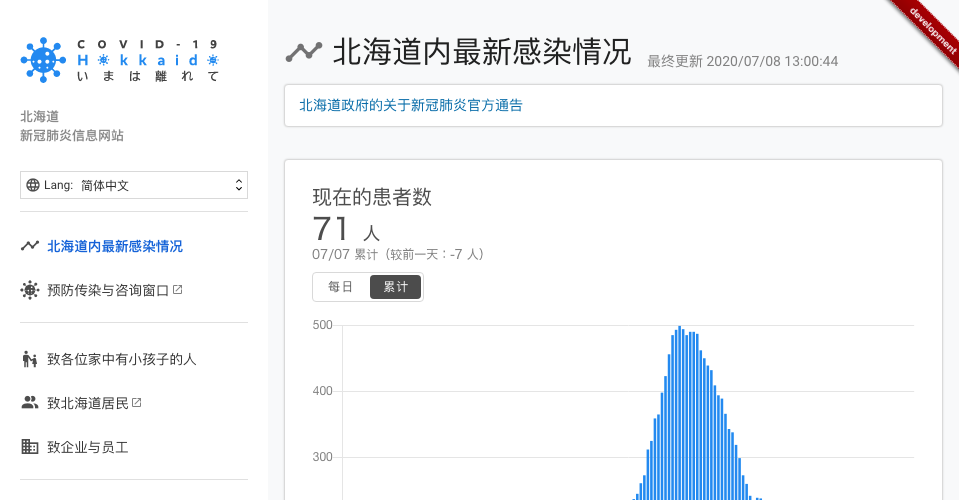 COVID-19
Hokkaido
いまは離れて
北海道
新冠肺炎信息网站
Lang: 简体中文
北海道内最新感染情况
预防传染与咨询窗口
致各位家中有小孩子的人
致北海道居民
致企业与员工
北海道内最新感染情况
最终更新 2020/07/08 13:00:44
development
北海道政府的关于新冠肺炎官方通告
现在的患者数
71 人
07/07 累计（较前一天：-7 人）
每日 累计
500
400
300